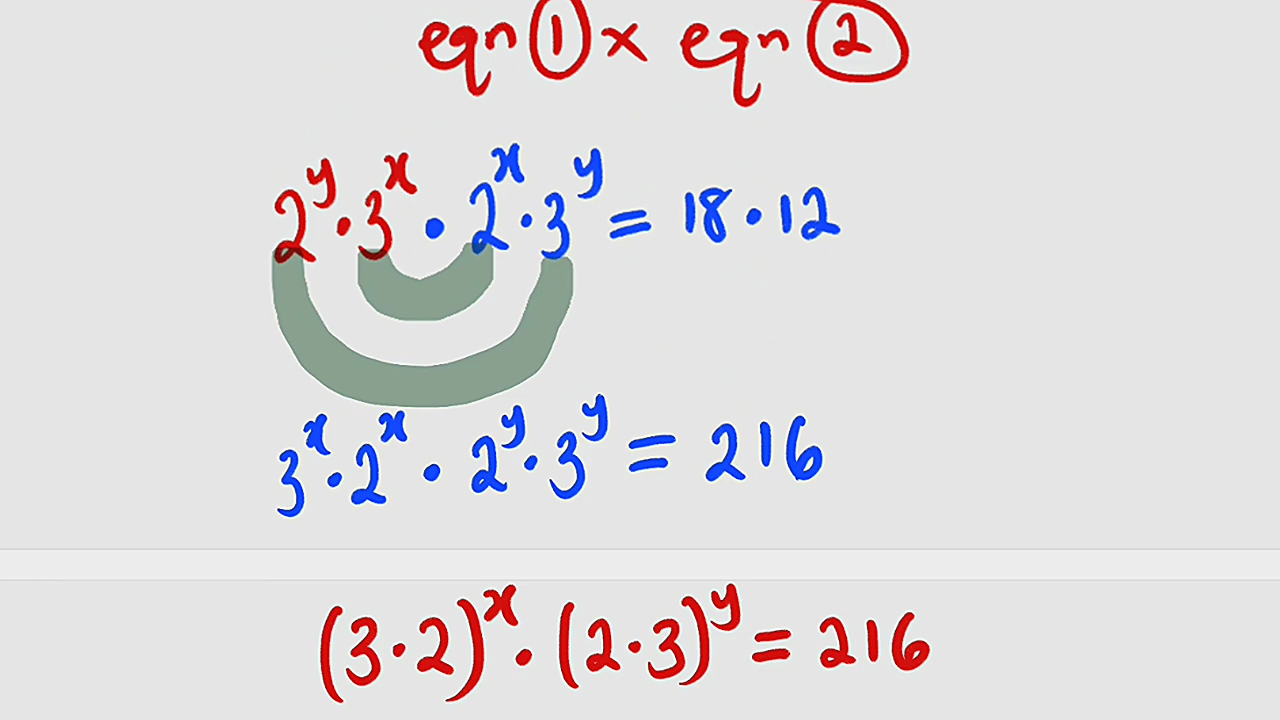 eqn ① x eqn ②
2^y · 3^x · 2^x · 3^y = 18 · 12
3^x · 2^x · 2^y · 3^y = 216
(3 · 2)^x · (2 · 3)^y = 216